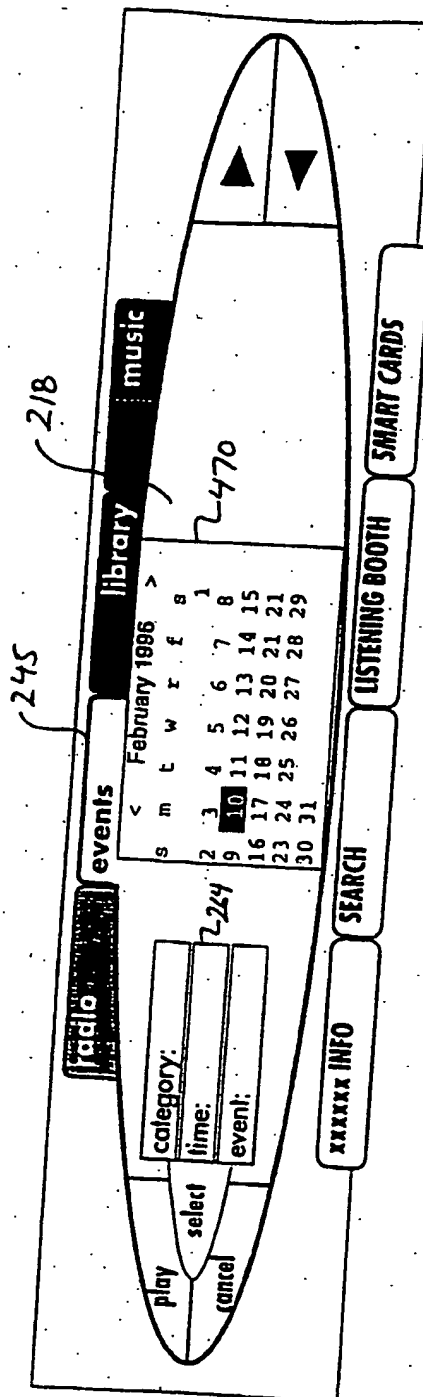 245
218
radio
events
library
music
< February 1996 >
s m t w r f s
1
2 3 4 5 6 7 8
9 10 11 12 13 14 15
16 17 18 19 20 21 21
23 24 25 26 27 28 29
30 31
470
play
select
cancel
category:
time:
event:
xxxxxx INFO
SEARCH
LISTENING BOOTH
SMART CARDS